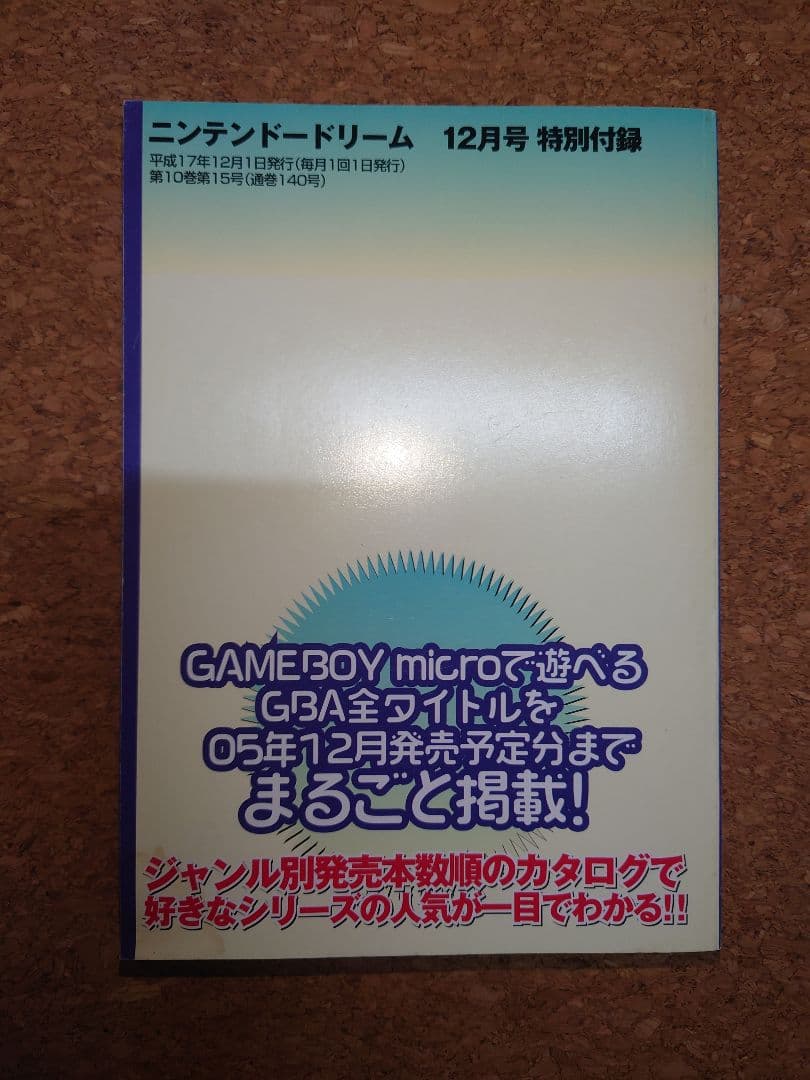 ニンテンドードリーム　12月号 特別付録
平成17年12月1日発行(毎月1回1日発行)
第10巻第15号(通巻140号)
GAMEBOY microで遊べる
GBA全タイトルを
05年12月発売予定分まで
まるごと掲載!
ジャンル別発売本数順のカタログで
好きなシリーズの人気が一目でわかる!!